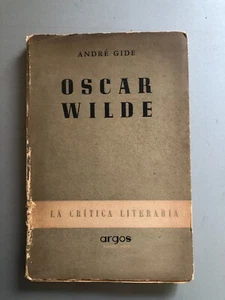 ANDRÉ GIDE
OSCAR
WILDE
LA CRÍTICA LITERARIA
argos